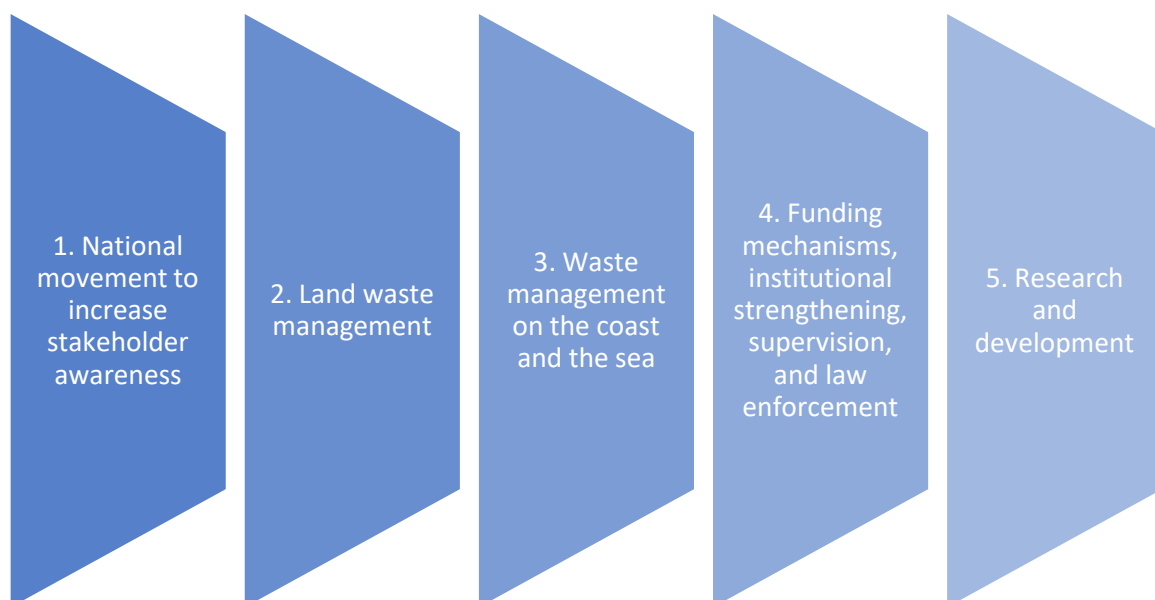 1. National
movement to
increase
stakeholder
awareness
2. Land waste
management
3. Waste
management
on the coast
and the sea
4. Funding
mechanisms,
institutional
strengthening,
supervision,
and law
enforcement
5. Research
and
development